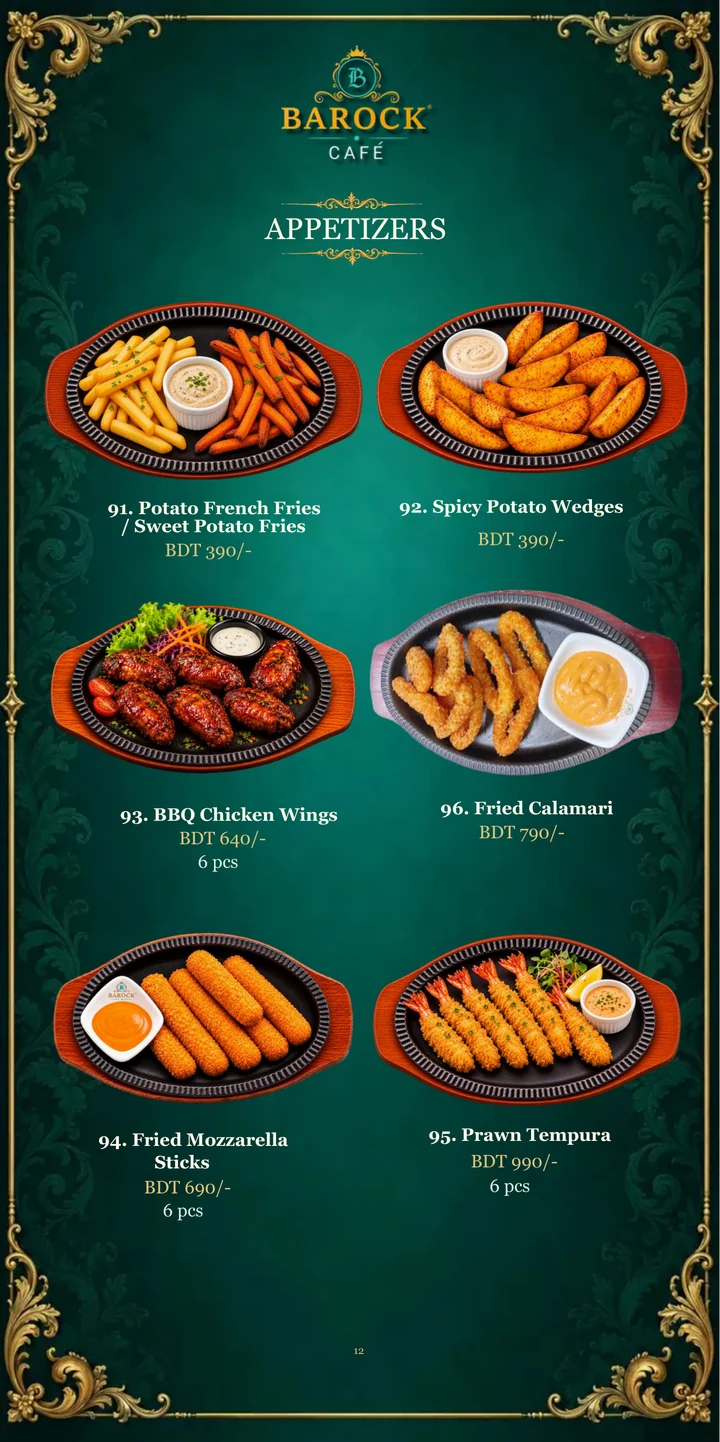 B
BAROCK
CAFÉ
APPETIZERS
91. Potato French Fries
/ Sweet Potato Fries
BDT 390/-
92. Spicy Potato Wedges
BDT 390/-
93. BBQ Chicken Wings
BDT 640/-
6 pcs
96. Fried Calamari
BDT 790/-
BAROCK
94. Fried Mozzarella
Sticks
BDT 690/-
6 pcs
95. Prawn Tempura
BDT 990/-
6 pcs
12